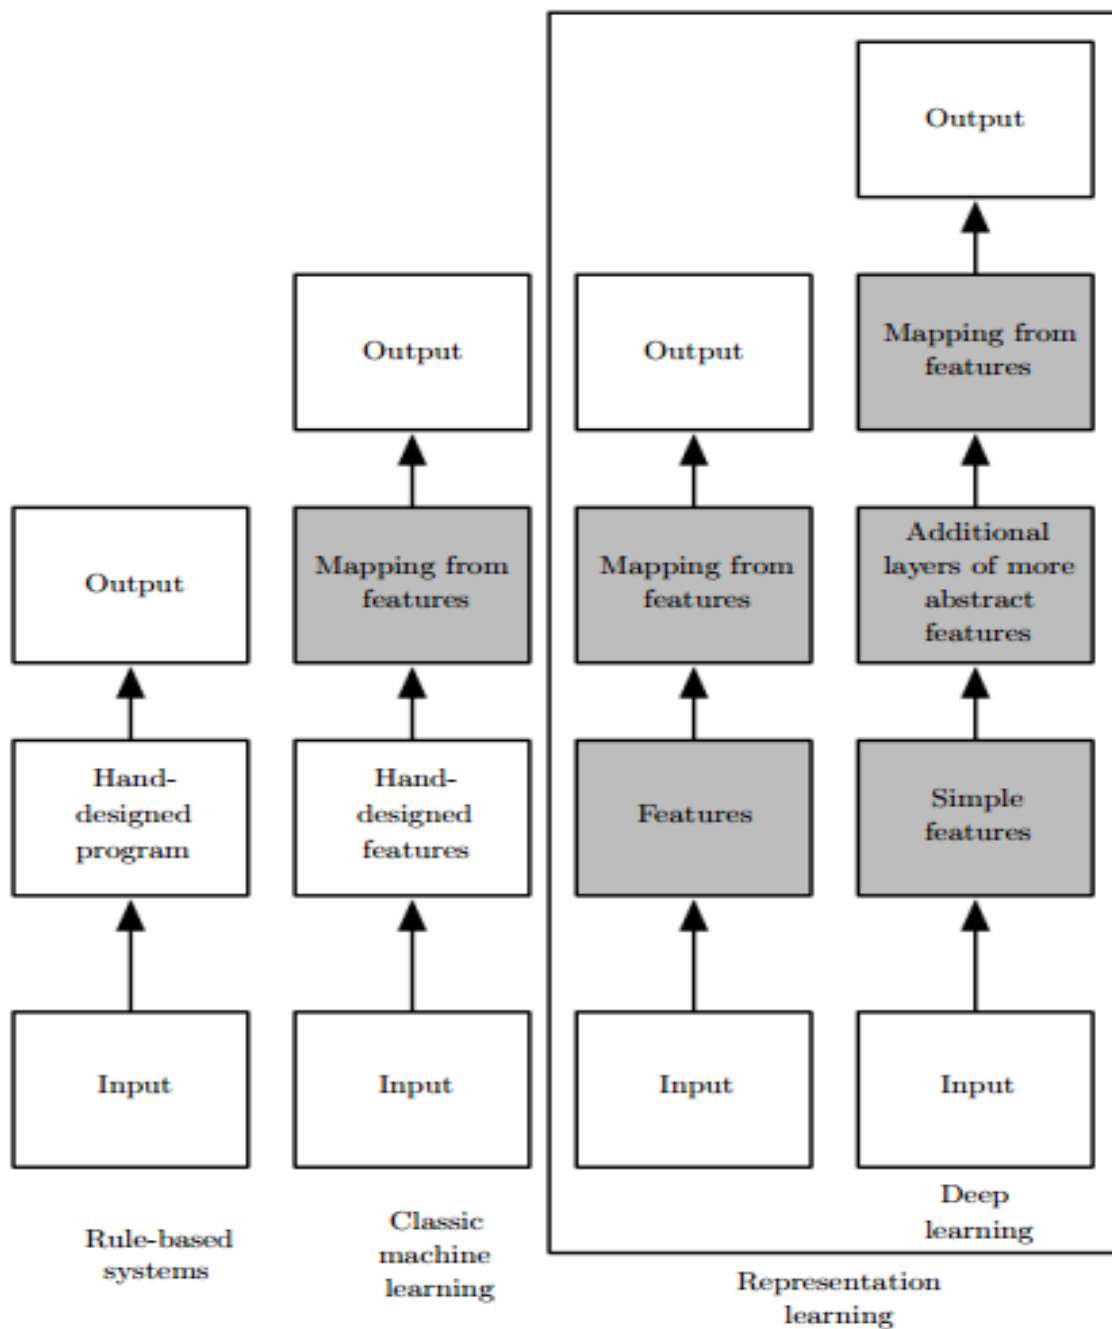 Output
Mapping from
features
Additional
layers of more
abstract
features
Simple
features
Input
Deep
learning
Output
Mapping from
features
Features
Input
Representation
learning
Output
Mapping from
features
Hand-
designed
features
Input
Classic
machine
learning
Output
Hand-
designed
program
Input
Rule-based
systems